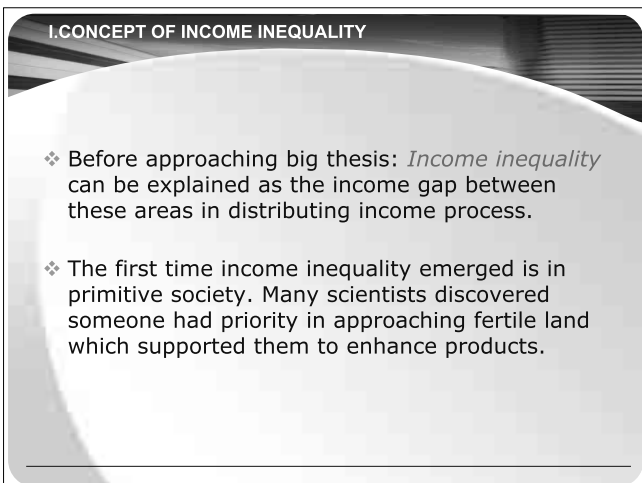 I.CONCEPT OF INCOME INEQUALITY
❖ Before approaching big thesis: Income inequality
can be explained as the income gap between
these areas in distributing income process.
❖ The first time income inequality emerged is in
primitive society. Many scientists discovered
someone had priority in approaching fertile land
which supported them to enhance products.